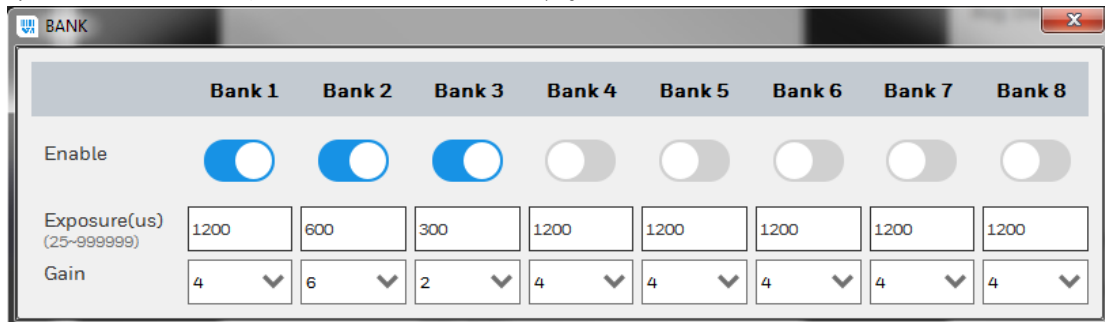 BANK
Bank 1 Bank 2 Bank 3 Bank 4 Bank 5 Bank 6 Bank 7 Bank 8
Enable
Exposure(us) 1200 600 300 1200 1200 1200 1200 1200
(25~999999)
Gain 4 6 2 4 4 4 4 4